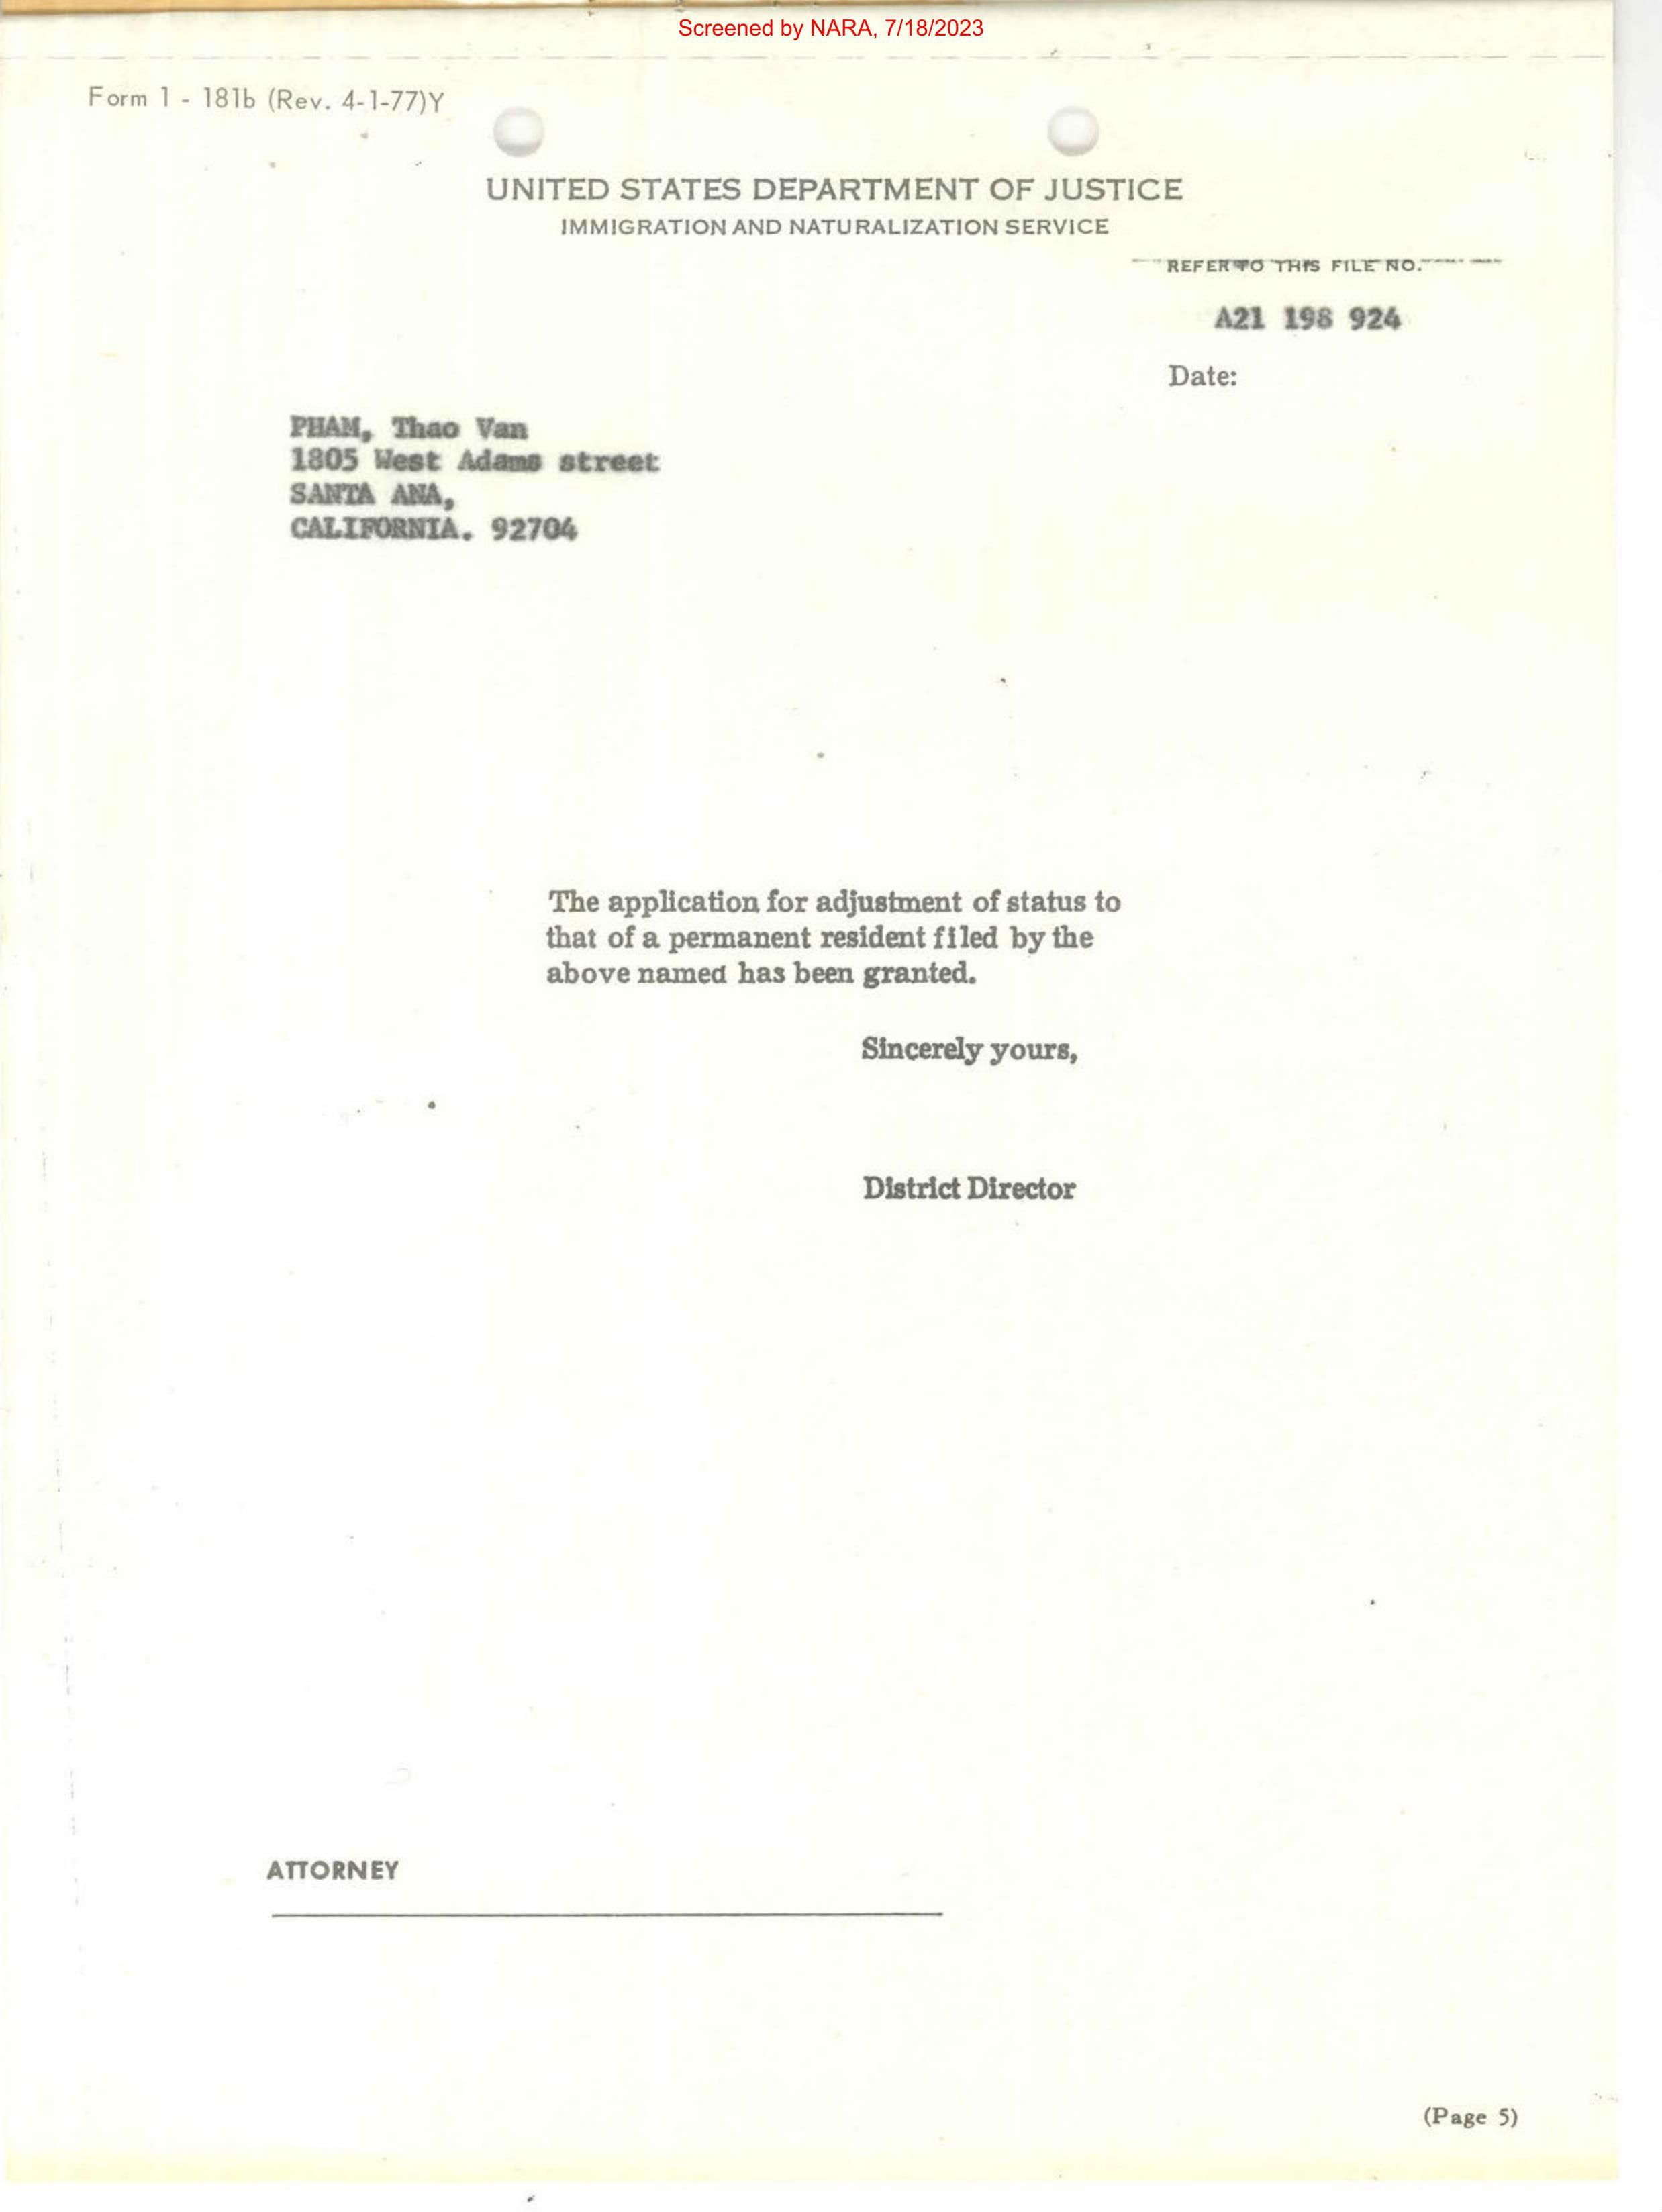 Screened by NARA, 7/18/2023
Form 1 - 181b (Rev. 4-1-77)Y
UNITED STATES DEPARTMENT OF JUSTICE
IMMIGRATION AND NATURALIZATION SERVICE
REFER TO THIS FILE NO.
A21 198 924
Date:
PHAM, Thao Van
1805 West Adams street
SANTA ANA,
CALIFORNIA. 92704
The application for adjustment of status to
that of a permanent resident filed by the
above named has been granted.
Sincerely yours,
District Director
ATTORNEY
(Page 5)